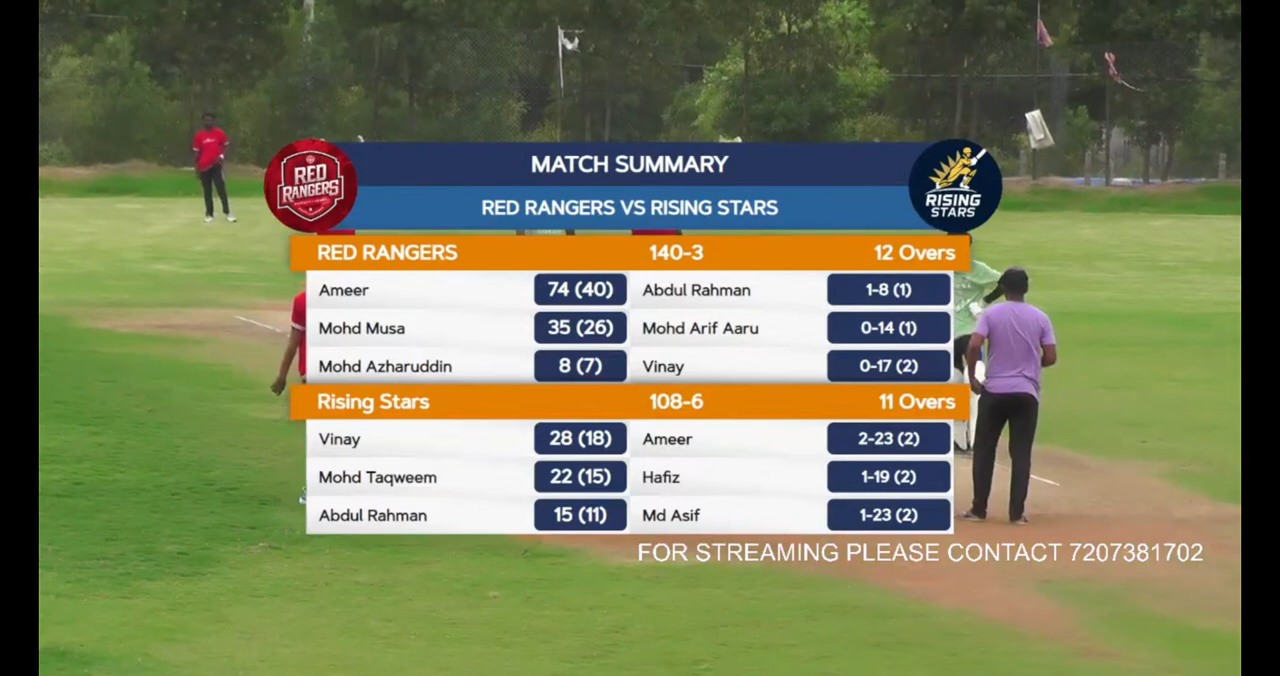 MATCH SUMMARY
RED RANGERS
RISING STARS
RED RANGERS VS RISING STARS
RED RANGERS 140-3 12 Overs
Ameer 74 (40) Abdul Rahman 1-8 (1)
Mohd Musa 35 (26) Mohd Arif Aaru 0-14 (1)
Mohd Azharuddin 8 (7) Vinay 0-17 (2)
Rising Stars 108-6 11 Overs
Vinay 28 (18) Ameer 2-23 (2)
Mohd Taqweem 22 (15) Hafiz 1-19 (2)
Abdul Rahman 15 (11) Md Asif 1-23 (2)
FOR STREAMING PLEASE CONTACT 7207381702